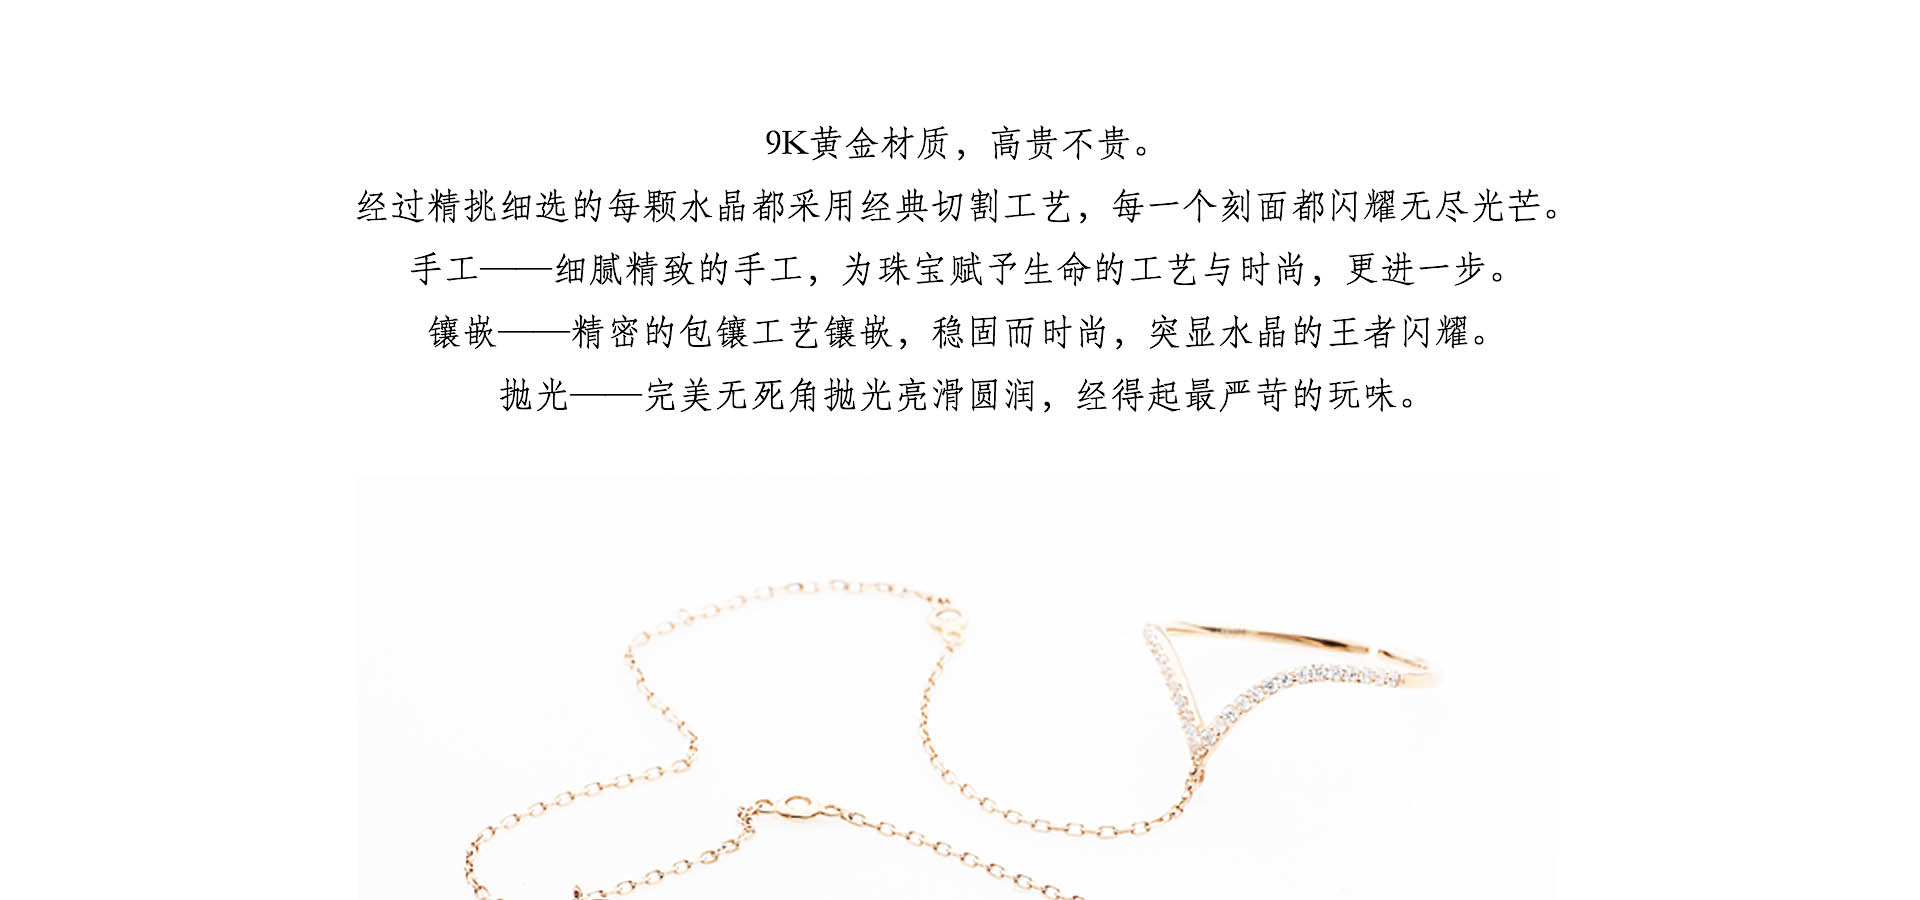 9K黄金材质，高贵不贵。
经过精挑细选的每颗水晶都采用经典切割工艺，每一个刻面都闪耀无尽光芒。
手工——细腻精致的手工，为珠宝赋予生命的工艺与时尚，更进一步。
镶嵌——精密的包镶工艺镶嵌，稳固而时尚，突显水晶的王者闪耀。
抛光——完美无死角抛光亮滑圆润，经得起最严苛的玩味。